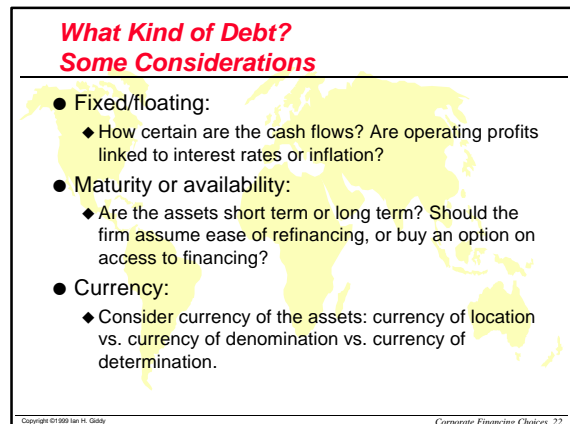 What Kind of Debt?
Some Considerations
● Fixed/floating:
◆ How certain are the cash flows? Are operating profits
linked to interest rates or inflation?
● Maturity or availability:
◆ Are the assets short term or long term? Should the
firm assume ease of refinancing, or buy an option on
access to financing?
● Currency:
◆ Consider currency of the assets: currency of location
vs. currency of denomination vs. currency of
determination.
Copyright ©1999 Ian H. Giddy
Corporate Financing Choices 22